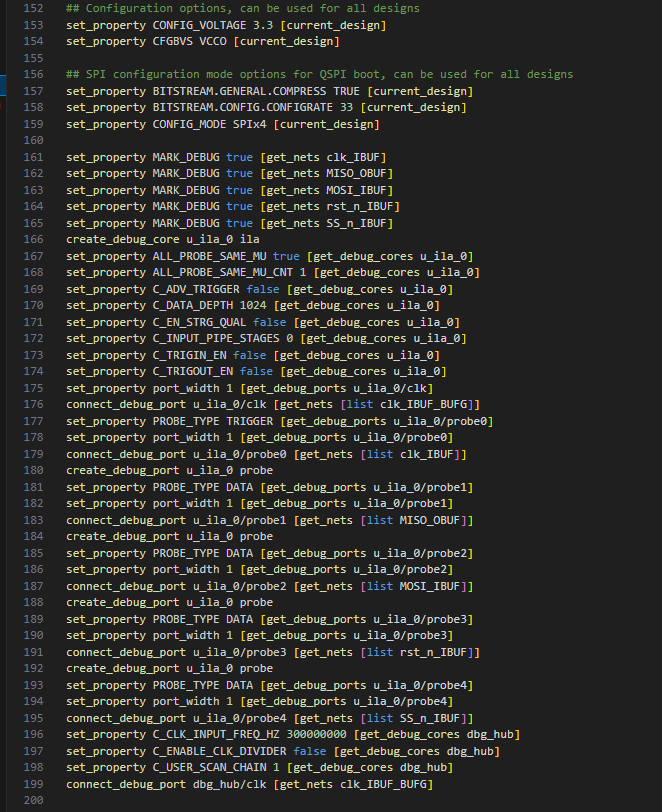 152 ## Configuration options, can be used for all designs
153 set_property CONFIG_VOLTAGE 3.3 [current_design]
154 set_property CFGBVS VCCO [current_design]
155
156 ## SPI configuration mode options for QSPI boot, can be used for all designs
157 set_property BITSTREAM.GENERAL.COMPRESS TRUE [current_design]
158 set_property BITSTREAM.CONFIG.CONFIGRATE 33 [current_design]
159 set_property CONFIG_MODE SPIx4 [current_design]
160
161 set_property MARK_DEBUG true [get_nets clk_IBUF]
162 set_property MARK_DEBUG true [get_nets MISO_OBUF]
163 set_property MARK_DEBUG true [get_nets MOSI_IBUF]
164 set_property MARK_DEBUG true [get_nets rst_n_IBUF]
165 set_property MARK_DEBUG true [get_nets SS_n_IBUF]
166 create_debug_core u_ila_0 ila
167 set_property ALL_PROBE_SAME_MU true [get_debug_cores u_ila_0]
168 set_property ALL_PROBE_SAME_MU_CNT 1 [get_debug_cores u_ila_0]
169 set_property C_ADV_TRIGGER false [get_debug_cores u_ila_0]
170 set_property C_DATA_DEPTH 1024 [get_debug_cores u_ila_0]
171 set_property C_EN_STRG_QUAL false [get_debug_cores u_ila_0]
172 set_property C_INPUT_PIPE_STAGES 0 [get_debug_cores u_ila_0]
173 set_property C_TRIGIN_EN false [get_debug_cores u_ila_0]
174 set_property C_TRIGOUT_EN false [get_debug_cores u_ila_0]
175 set_property port_width 1 [get_debug_ports u_ila_0/clk]
176 connect_debug_port u_ila_0/clk [get_nets [list clk_IBUF_BUFG]]
177 set_property PROBE_TYPE TRIGGER [get_debug_ports u_ila_0/probe0]
178 set_property port_width 1 [get_debug_ports u_ila_0/probe0]
179 connect_debug_port u_ila_0/probe0 [get_nets [list clk_IBUF]]
180 create_debug_port u_ila_0 probe
181 set_property PROBE_TYPE DATA [get_debug_ports u_ila_0/probe1]
182 set_property port_width 1 [get_debug_ports u_ila_0/probe1]
183 connect_debug_port u_ila_0/probe1 [get_nets [list MISO_OBUF]]
184 create_debug_port u_ila_0 probe
185 set_property PROBE_TYPE DATA [get_debug_ports u_ila_0/probe2]
186 set_property port_width 1 [get_debug_ports u_ila_0/probe2]
187 connect_debug_port u_ila_0/probe2 [get_nets [list MOSI_IBUF]]
188 create_debug_port u_ila_0 probe
189 set_property PROBE_TYPE DATA [get_debug_ports u_ila_0/probe3]
190 set_property port_width 1 [get_debug_ports u_ila_0/probe3]
191 connect_debug_port u_ila_0/probe3 [get_nets [list rst_n_IBUF]]
192 create_debug_port u_ila_0 probe
193 set_property PROBE_TYPE DATA [get_debug_ports u_ila_0/probe4]
194 set_property port_width 1 [get_debug_ports u_ila_0/probe4]
195 connect_debug_port u_ila_0/probe4 [get_nets [list SS_n_IBUF]]
196 set_property C_CLK_INPUT_FREQ_HZ 300000000 [get_debug_cores dbg_hub]
197 set_property C_ENABLE_CLK_DIVIDER false [get_debug_cores dbg_hub]
198 set_property C_USER_SCAN_CHAIN 1 [get_debug_cores dbg_hub]
199 connect_debug_port dbg_hub/clk [get_nets clk_IBUF_BUFG]
200